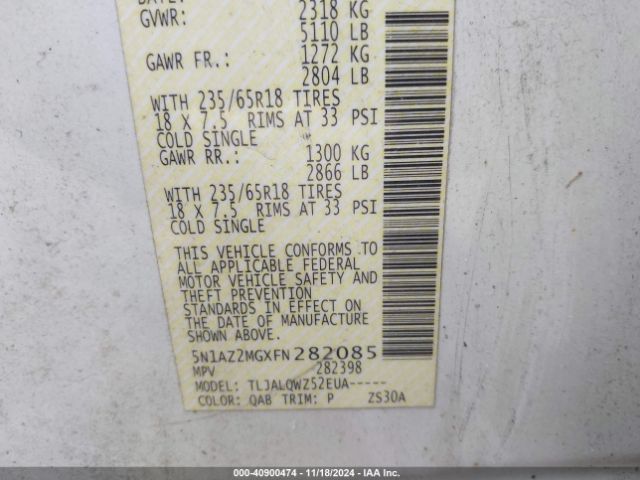 DATE:
GVWR: 2318 KG
5110 LB
GAWR FR.: 1272 KG
2804 LB
WITH 235/65R18 TIRES
18 X 7.5 RIMS AT 33 PSI
COLD SINGLE
GAWR RR.: 1300 KG
2866 LB
WITH 235/65R18 TIRES
18 X 7.5 RIMS AT 33 PSI
COLD SINGLE
THIS VEHICLE CONFORMS TO
ALL APPLICABLE FEDERAL
MOTOR VEHICLE SAFETY AND
THEFT PREVENTION
STANDARDS IN EFFECT ON
THE DATE OF MANUFACTURE
SHOWN ABOVE.
5N1AZ2MGXFN282085
MPV 282398
MODEL: TLJALQWZ52EUA-----
COLOR: QAB TRIM: P ZS30A
000-40900474 | 11/18/2024 | IAA Inc.